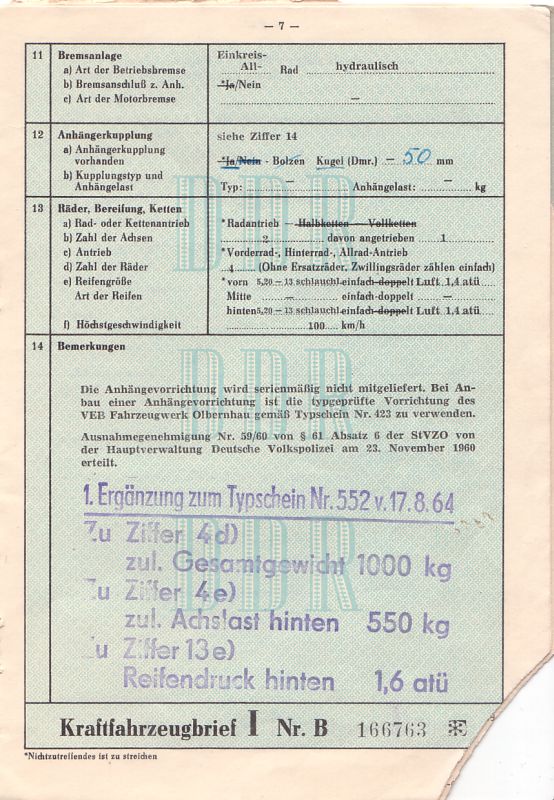 — 7 —
11 Bremsanlage Einkreis-
a) Art der Betriebsbremse All- Rad hydraulisch
b) Bremsanschluß z. Anh. *Ja/Nein
c) Art der Motorbremse —
12 Anhängerkupplung siehe Ziffer 14
a) Anhängerkupplung
vorhanden *Ja/Nein - Bolzen Kugel (Dmr.) — 50 mm
b) Kupplungstyp und
Anhängelast Typ: — Anhängelast: — kg
13 Räder, Bereifung, Ketten
a) Rad- oder Kettenantrieb *Radantrieb — Halbketten — Vollketten
b) Zahl der Achsen 2 davon angetrieben 1
c) Antrieb *Vorderrad-, Hinterrad-, Allrad-Antrieb
d) Zahl der Räder 4 (Ohne Ersatzräder, Zwillingsräder zählen einfach)
e) Reifengröße *vorn 5,20 — 13 schlauchl. einfach-doppelt Luft 1,4 atü
Art der Reifen Mitte — einfach-doppelt —
hinten 5,20 — 13 schlauchl. einfach-doppelt Luft 1,4 atü
f) Höchstgeschwindigkeit 100 km/h
14 Bemerkungen
DDR
Die Anhängevorrichtung wird serienmäßig nicht mitgeliefert. Bei An-
bau einer Anhängevorrichtung ist die typgeprüfte Vorrichtung des
VEB Fahrzeugwerk Olbernhau gemäß Typschein Nr. 423 zu verwenden.
DDR
Ausnahmegenehmigung Nr. 59/60 von § 61 Absatz 6 der StVZO von
der Hauptverwaltung Deutsche Volkspolizei am 23. November 1960
erteilt.
1. Ergänzung zum Typschein Nr. 552 v. 17.8.64
Zu Ziffer 4d)
zul. Gesamtgewicht 1000 kg
DDR
Zu Ziffer 4e)
zul. Achslast hinten 550 kg
Zu Ziffer 13e)
Reifendruck hinten 1,6 atü
Kraftfahrzeugbrief I Nr. B 166763
*Nichtzutreffendes ist zu streichen